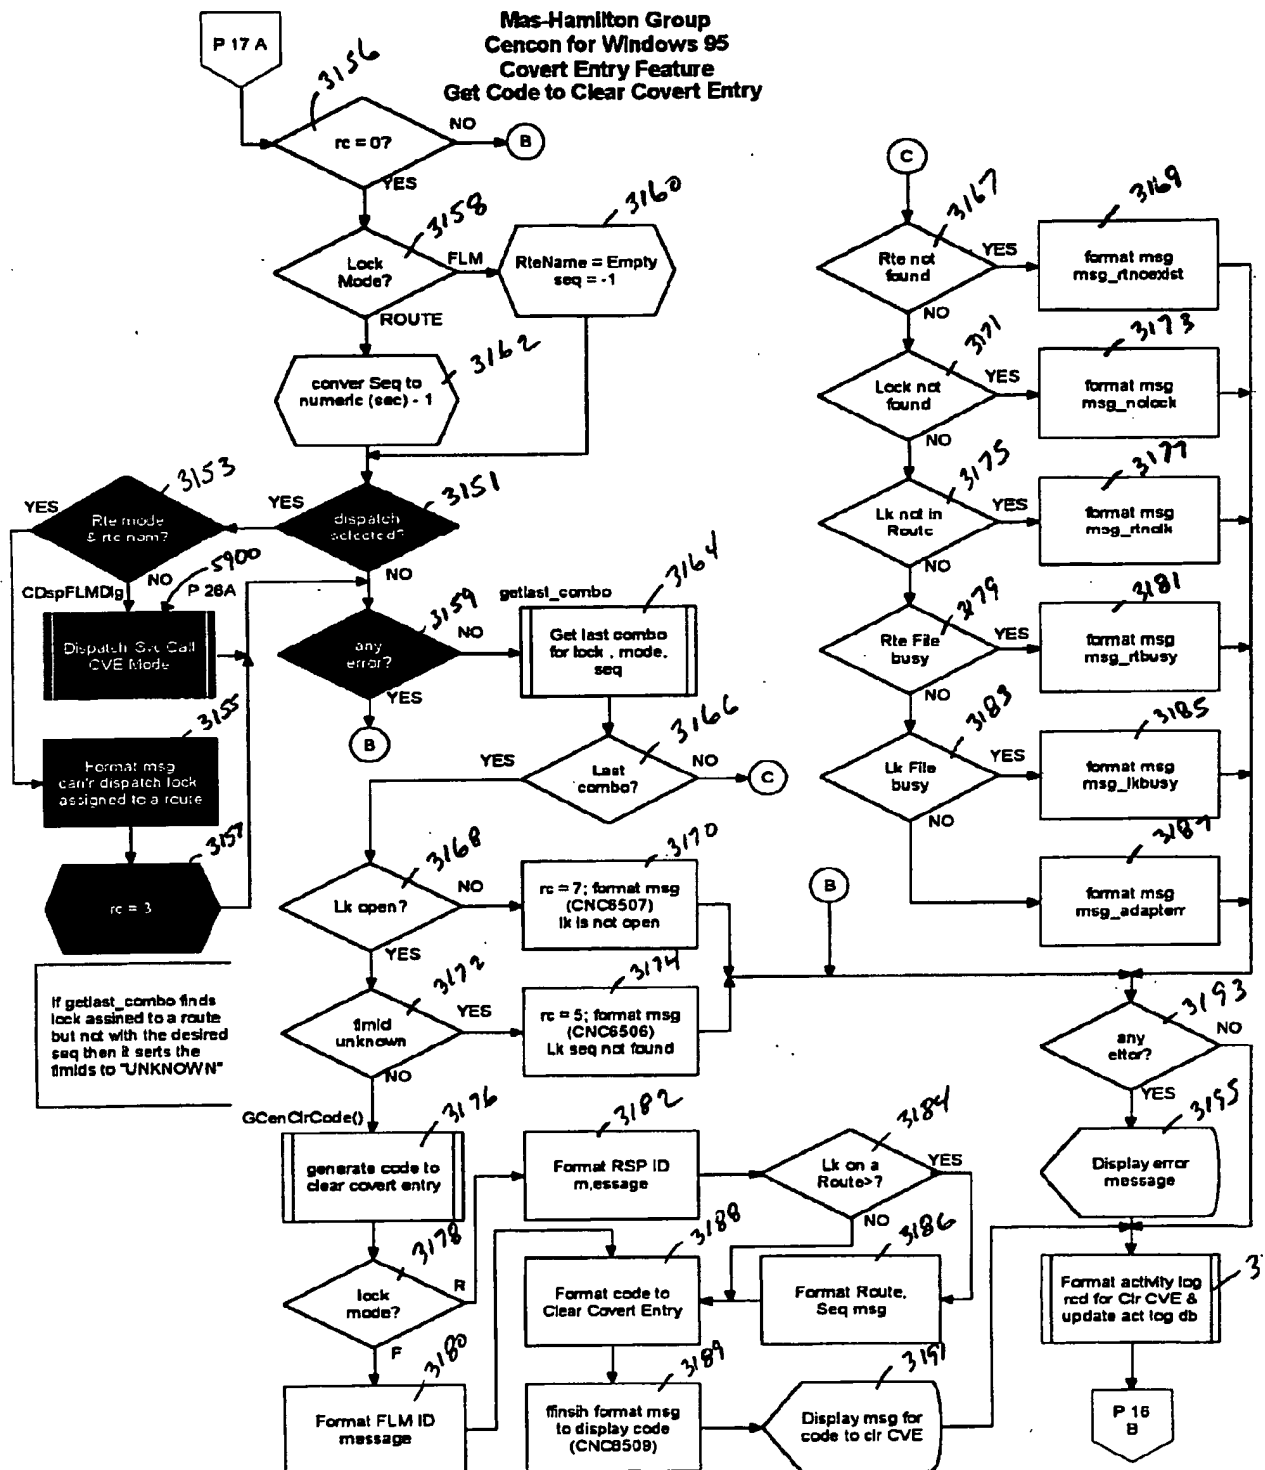 Mas-Hamilton Group
Cencon for Windows 95
Covert Entry Feature
Get Code to Clear Covert Entry
P 17 A
3156
rc = 0?
NO
B
YES
3158
Lock
Mode?
FLM
ROUTE
3160
RteName = Empty
seq = -1
3162
conver Seq to
numeric (sec) - 1
3153
YES
Rte mode
& rte nom?
NO
YES
3151
dispatch
selected?
NO
CDspFLMDlg
5900
P 26A
Dispatch Svc Call
CVE Mode
3159
any
error?
NO
YES
B
getlast_combo
3164
Get last combo
for lock , mode,
seq
3155
Format msg
can'r dispatch lock
assigned to a route
3157
rc = 3
3166
YES
Last
combo?
NO
C
3168
Lk open?
NO
YES
3170
rc = 7; format msg
(CNC6507)
lk is not open
3172
flmid
unknown
YES
NO
3174
rc = 5; format msg
(CNC6506)
Lk seq not found
If getlast_combo finds
lock assined to a route
but not with the desired
seq then it serts the
flmids to "UNKNOWN"
GCenClrCode()
3176
generate code to
clear covert entry
3178
lock
mode?
R
F
3180
Format FLM ID
message
3182
Format RSP ID
m,essage
3184
Lk on a
Route>?
YES
NO
3186
Format Route,
Seq msg
3188
Format code to
Clear Covert Entry
3189
ffinsih format msg
to display code
(CNC6509)
3191
Display msg for
code to clr CVE
C
3167
Rte not
found
YES
NO
3169
format msg
msg_rtnoexist
3171
Lock not
found
YES
NO
3173
format msg
msg_nolock
3175
Lk not in
Route
YES
NO
3177
format msg
msg_rtnolk
3179
Rte File
busy
YES
NO
3181
format msg
msg_rtbusy
3183
Lk File
busy
YES
NO
3185
format msg
msg_lkbusy
3187
format msg
msg_adapterr
B
3193
any
ettor?
NO
YES
3195
Display error
message
Format activity log
rcd for Clr CVE &
update act log db
P 16
B